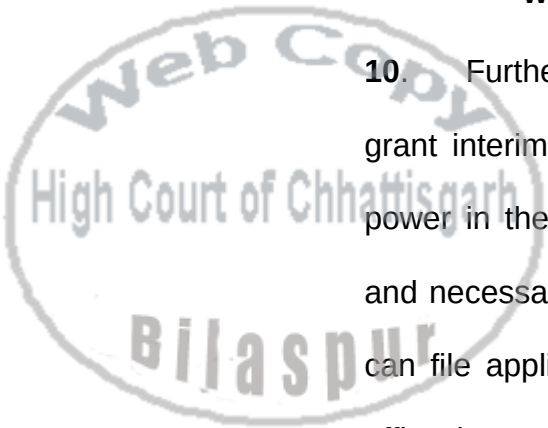 Web Copy
High Court of Chhattisgarh
Bilaspur
10. Furthe
grant interim
power in the
and necessa
can file appli